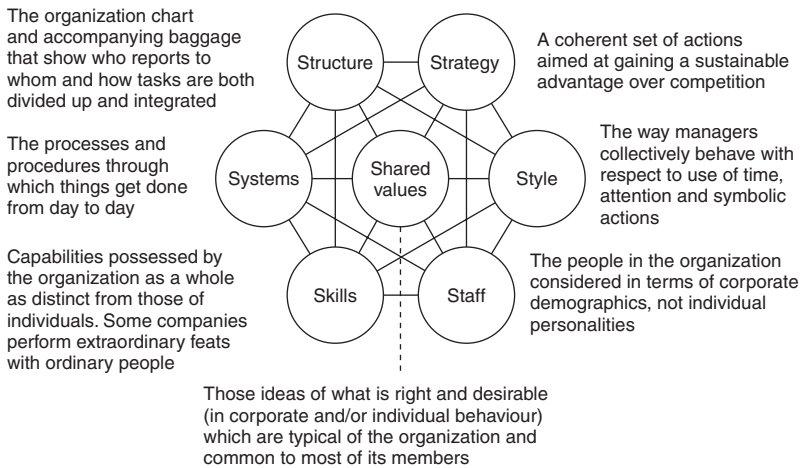 The organization chart
and accompanying baggage
that show who reports to
whom and how tasks are both
divided up and integrated
Structure
Strategy
A coherent set of actions
aimed at gaining a sustainable
advantage over competition
The processes and
procedures through
which things get done
from day to day
Systems
Shared
values
Style
The way managers
collectively behave with
respect to use of time,
attention and symbolic
actions
Capabilities possessed by
the organization as a whole
as distinct from those of
individuals. Some companies
perform extraordinary feats
with ordinary people
Skills
Staff
The people in the organization
considered in terms of corporate
demographics, not individual
personalities
Those ideas of what is right and desirable
(in corporate and/or individual behaviour)
which are typical of the organization and
common to most of its members